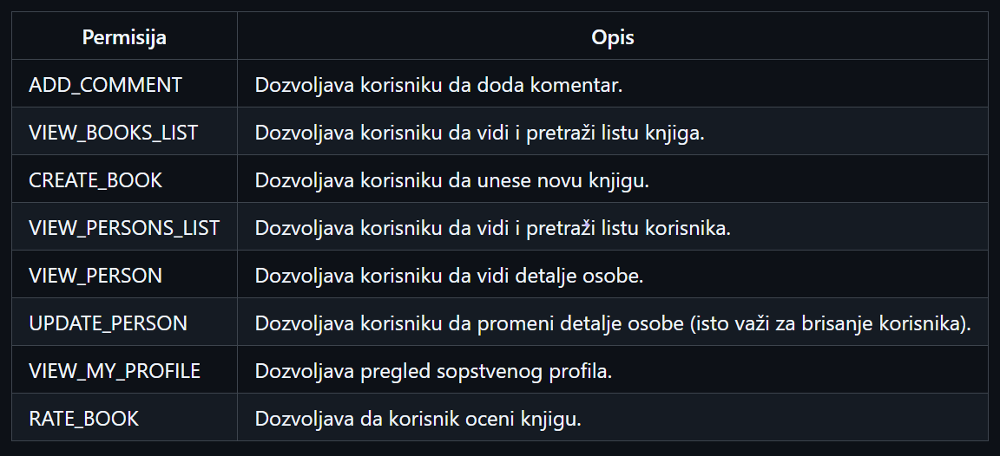 Permisija Opis
ADD_COMMENT Dozvoljava korisniku da doda komentar.
VIEW_BOOKS_LIST Dozvoljava korisniku da vidi i pretraži listu knjiga.
CREATE_BOOK Dozvoljava korisniku da unese novu knjigu.
VIEW_PERSONS_LIST Dozvoljava korisniku da vidi i pretraži listu korisnika.
VIEW_PERSON Dozvoljava korisniku da vidi detalje osobe.
UPDATE_PERSON Dozvoljava korisniku da promeni detalje osobe (isto važi za brisanje korisnika).
VIEW_MY_PROFILE Dozvoljava pregled sopstvenog profila.
RATE_BOOK Dozvoljava da korisnik oceni knjigu.